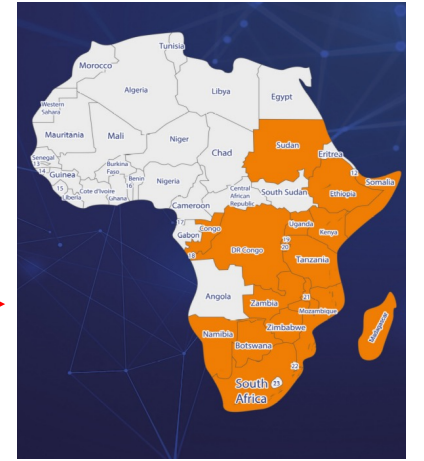 Tunisia
Morocco
Algeria
Libya
Egypt
Western
Sahara
Mauritania
Mali
Niger
Chad
Sudan
Eritrea
Senegal
13
14
Guinea
15
Liberia
Cote d'Ivoire
Burkina
Faso
Ghana
Benin
16
Nigeria
Cameroon
Central
African
Republic
South Sudan
12
Somalia
Ethiopia
17
Gabon
Congo
18
DR Congo
Uganda
Kenya
19
20
Tanzania
Angola
Zambia
21
Mozambique
Zimbabwe
Madagascar
Namibia
Botswana
22
South
Africa
23